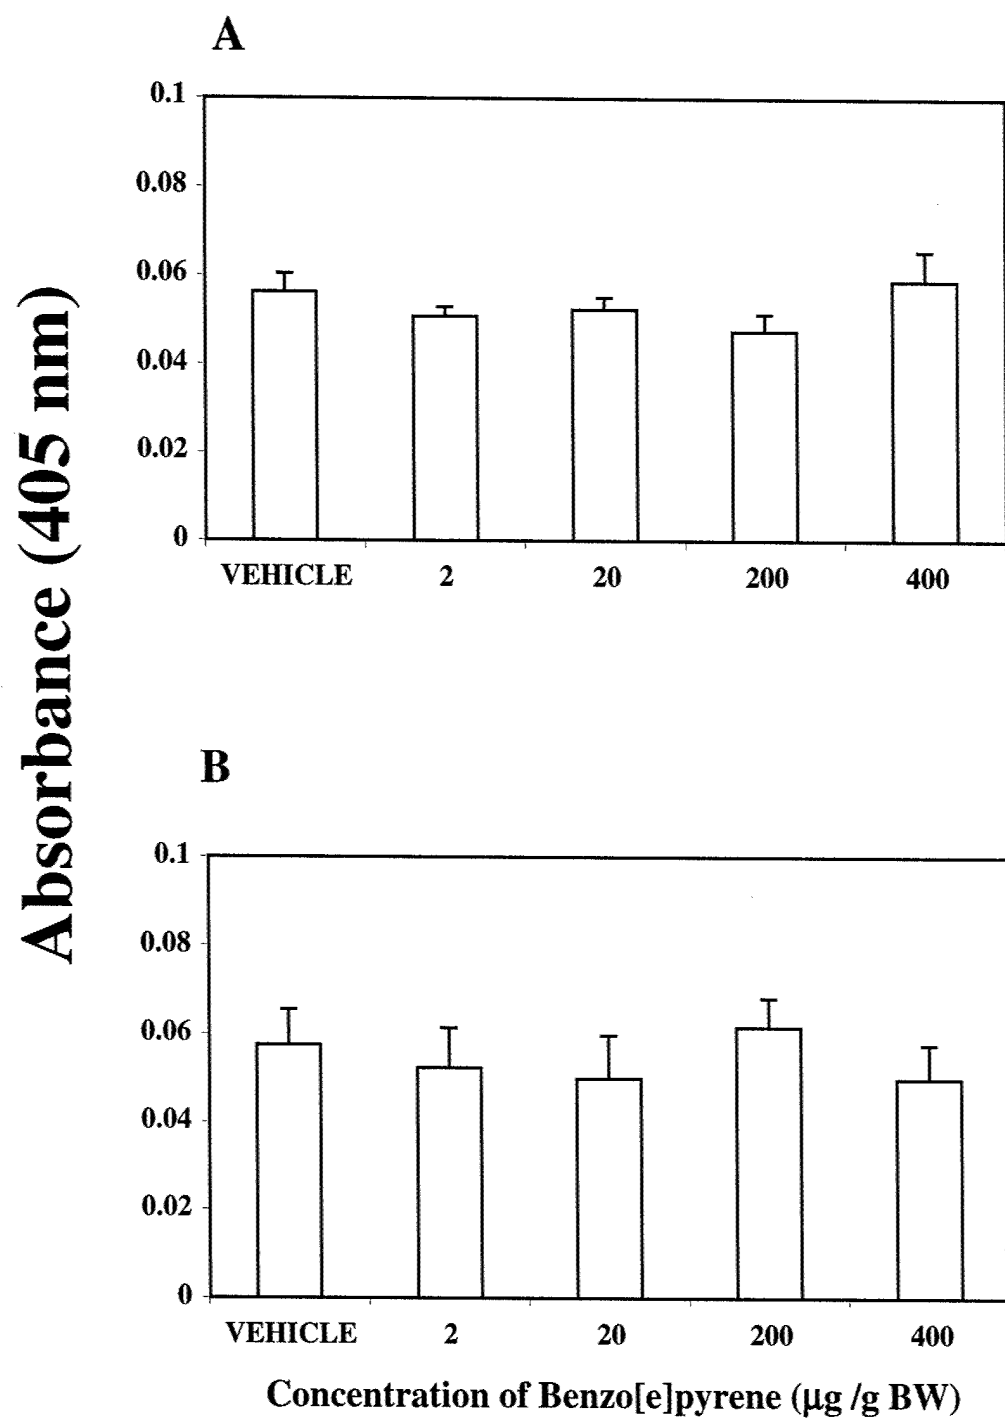 A
0.1
0.08
0.06
0.04
0.02
0
VEHICLE 2 20 200 400
Absorbance (405 nm)
B
0.1
0.08
0.06
0.04
0.02
0
VEHICLE 2 20 200 400
Concentration of Benzo[e]pyrene (μg /g BW)